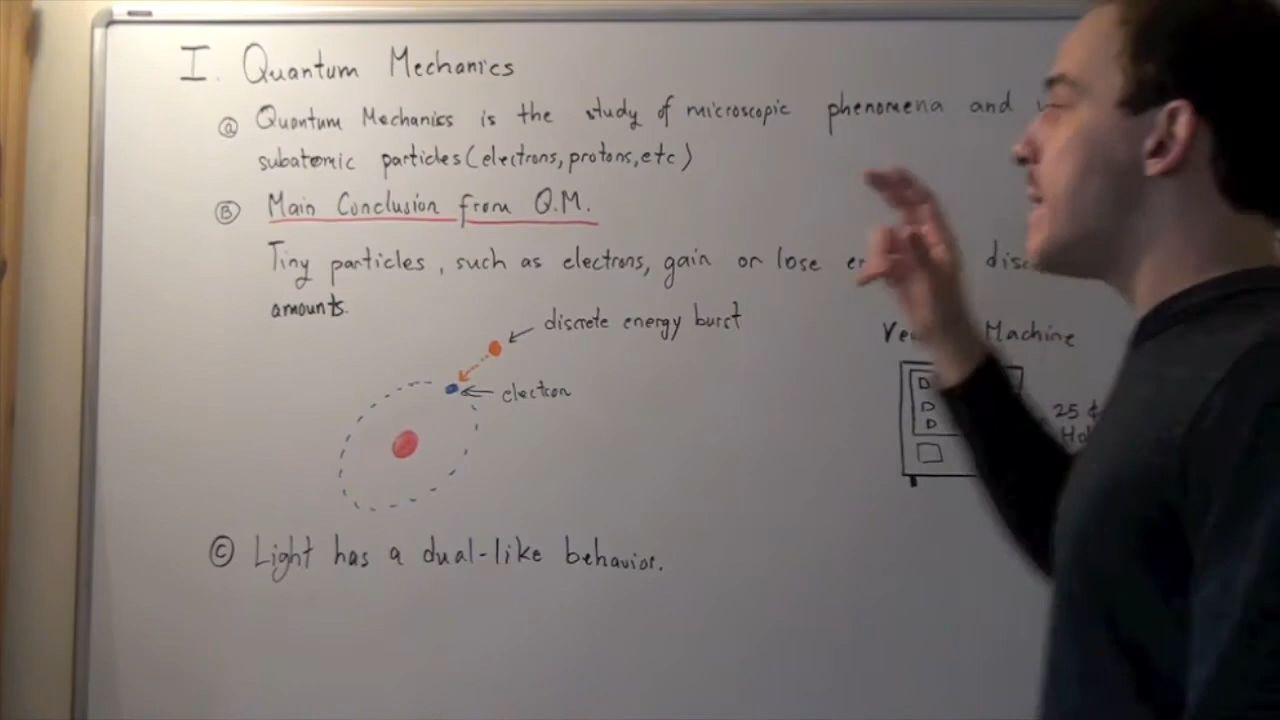 I. Quantum Mechanics
ⓐ Quantum Mechanics is the study of microscopic phenomena and
subatomic particles (electrons, protons, etc)
Ⓑ Main Conclusion from Q.M.
Tiny particles, such as electrons, gain or lose
amounts.
discrete energy burst
electron
Machine
D
D
D
25 ¢
© Light has a dual-like behavior.